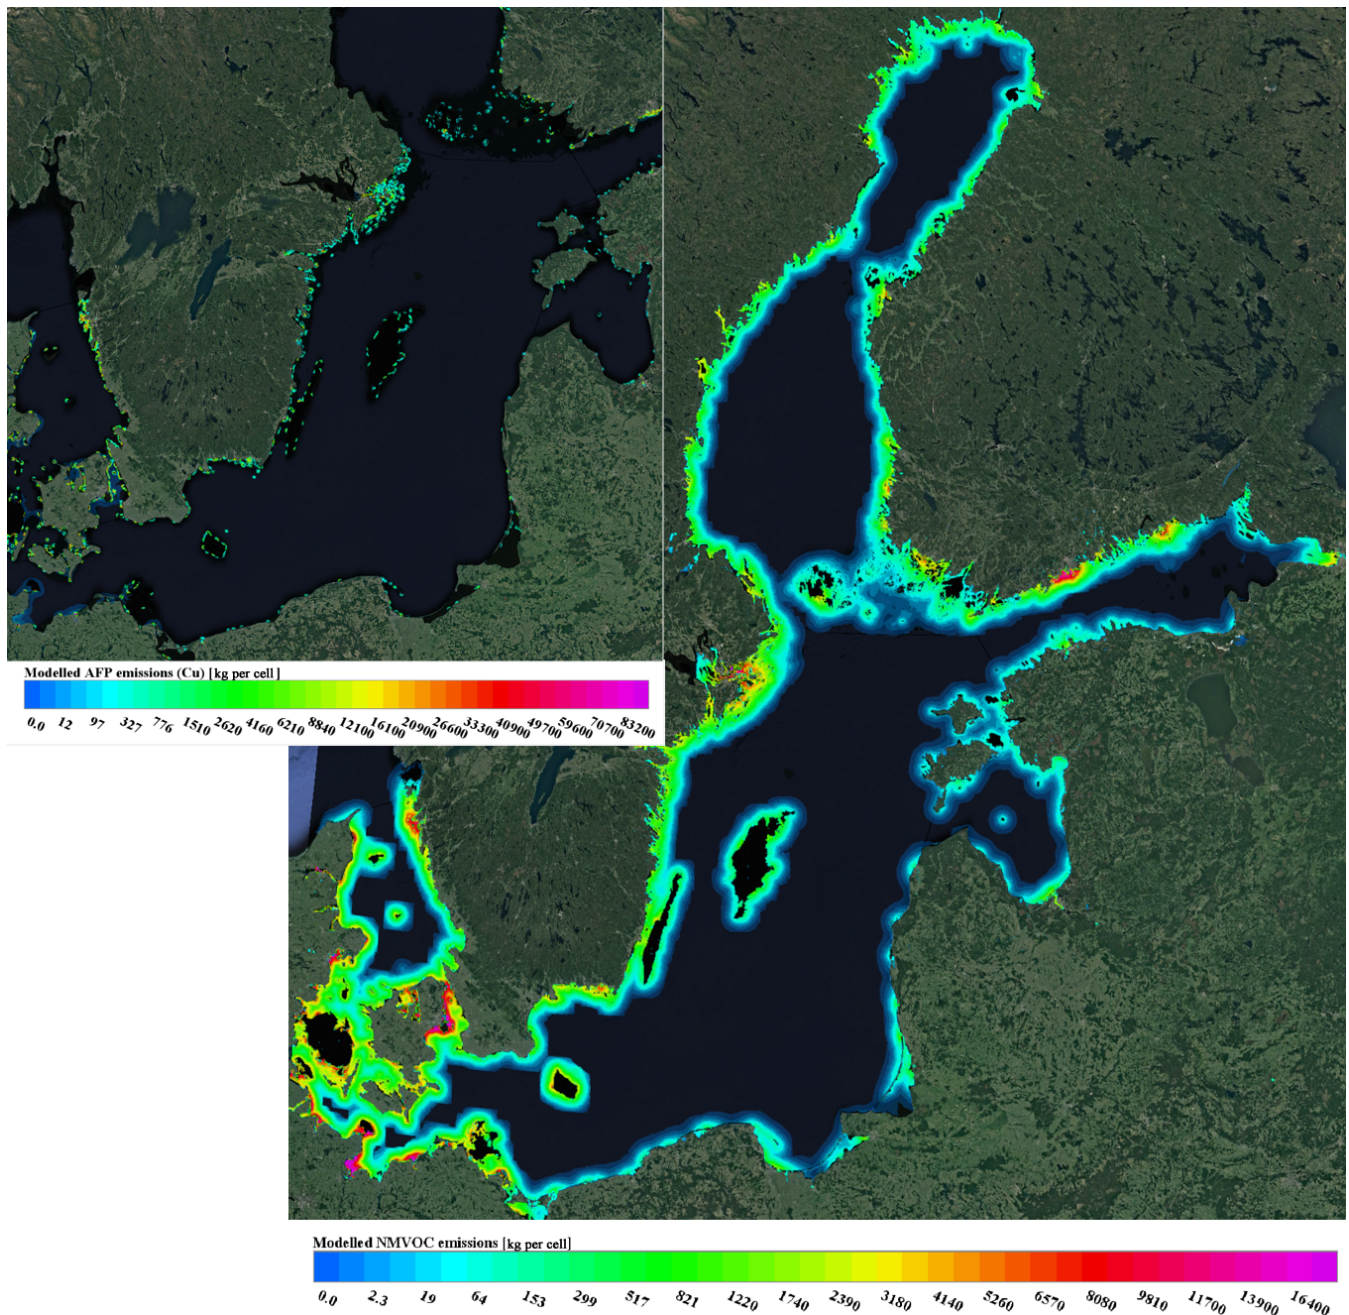 Modelled AFP emissions (Cu) [kg per cell]
0.0 12 97 327 776 1510 2620 4160 6210 8840 12100 16100 20900 26600 3300 40900 49700 59600 70700 83200
Modelled NMVOC emissions [kg per cell]
0.0 2.3 19 64 153 299 517 821 1220 1740 2390 3180 4140 5260 6570 8080 9810 11700 13900 16400